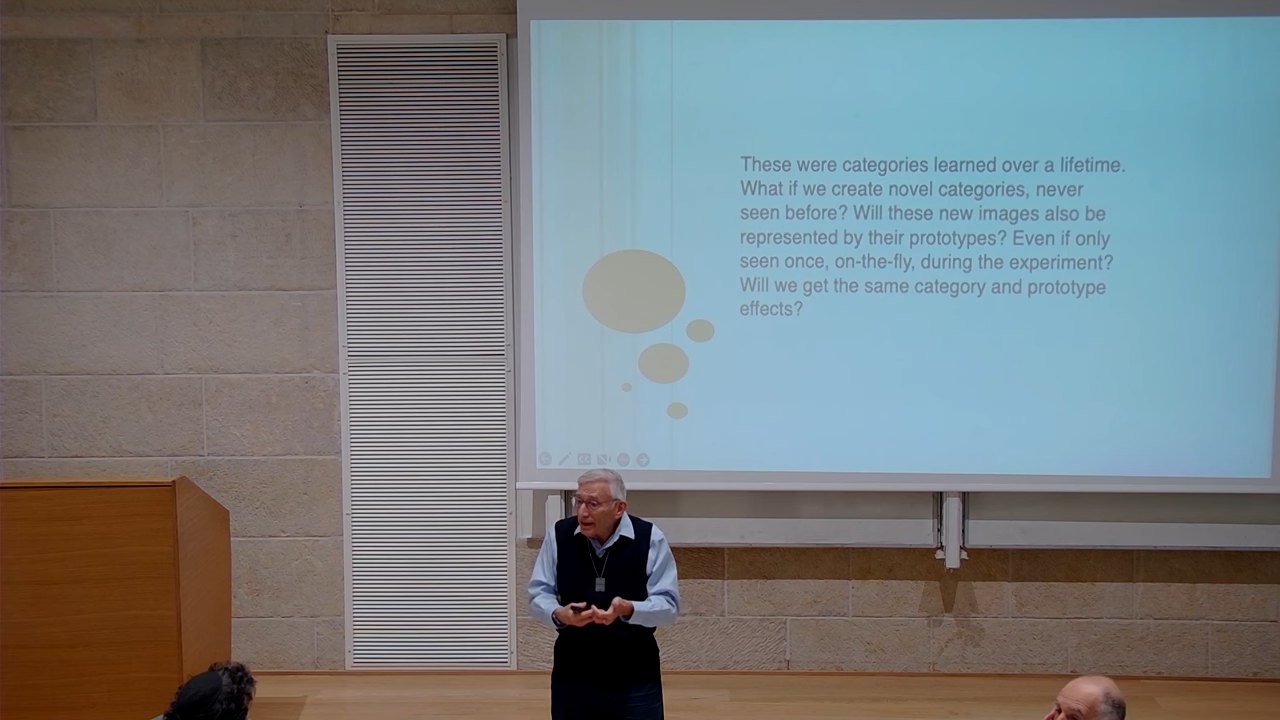 These were categories learned over a lifetime.
What if we create novel categories, never
seen before? Will these new images also be
represented by their prototypes? Even if only
seen once, on-the-fly, during the experiment?
Will we get the same category and prototype
effects?